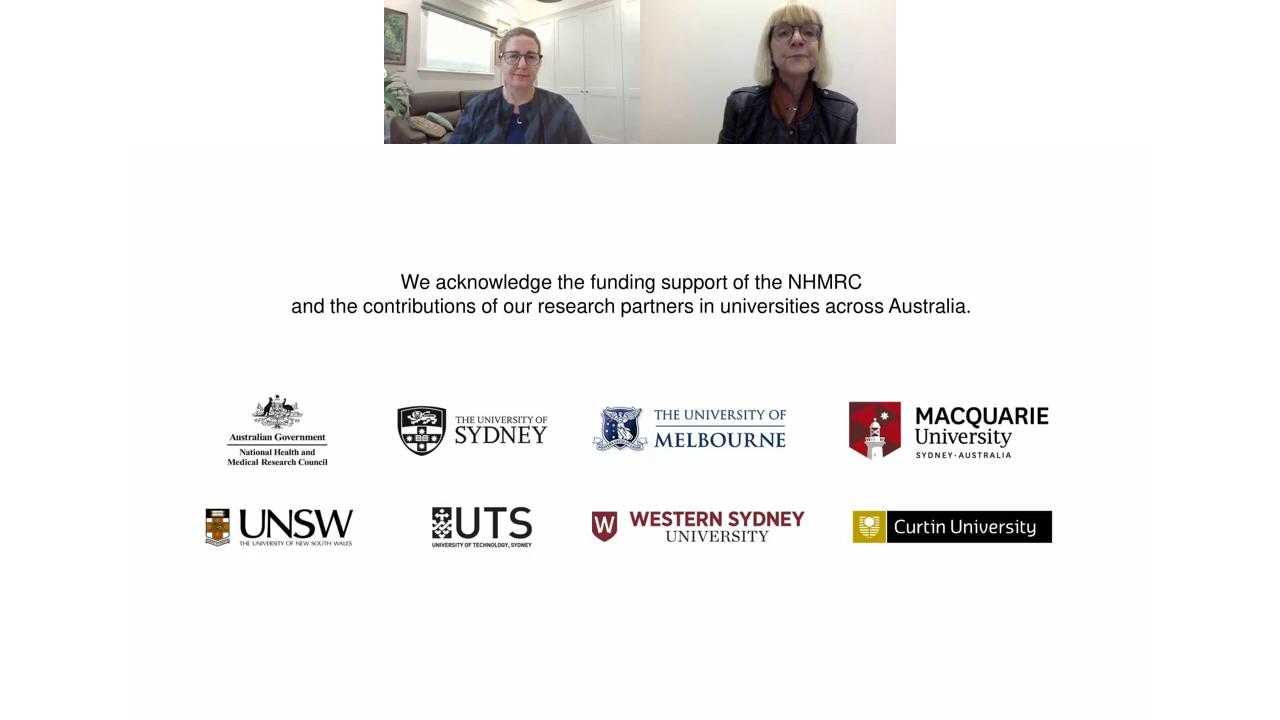 We acknowledge the funding support of the NHMRC
and the contributions of our research partners in universities across Australia.
Australian Government
National Health and
Medical Research Council
THE UNIVERSITY OF
SYDNEY
THE UNIVERSITY OF
MELBOURNE
MACQUARIE
University
SYDNEY·AUSTRALIA
UNSW
THE UNIVERSITY OF NEW SOUTH WALES
UTS
UNIVERSITY OF TECHNOLOGY, SYDNEY
W
WESTERN SYDNEY
UNIVERSITY
Curtin University